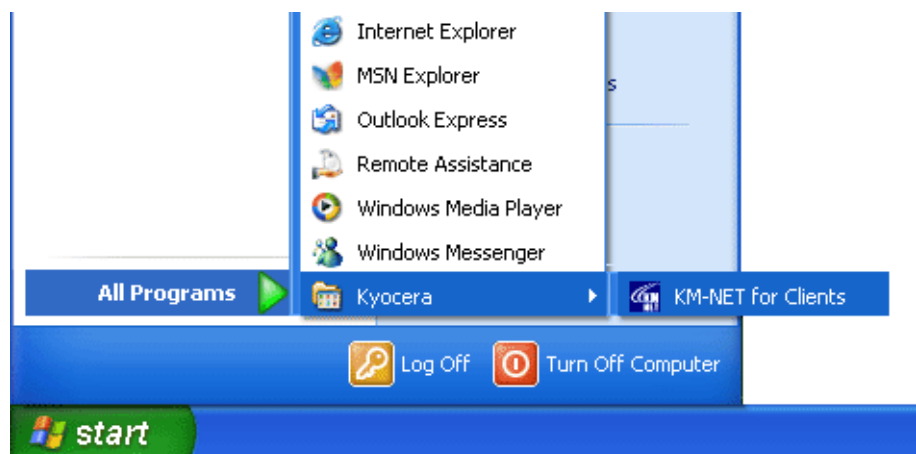 Internet Explorer
MSN Explorer
s
Outlook Express
Remote Assistance
Windows Media Player
Windows Messenger
All Programs
Kyocera
KM-NET for Clients
Log Off
Turn Off Computer
start